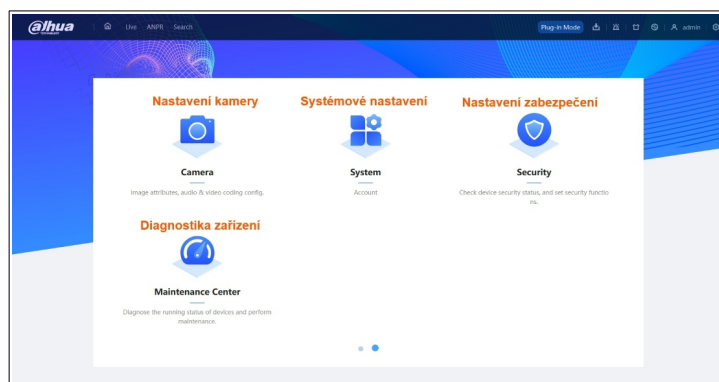 alhua
TECHNOLOGY
Live ANPR Search
Plug-in Mode
admin
Nastavení kamery
Systémové nastavení
Nastavení zabezpečení
Camera
System
Security
Image attributes, audio & video coding config.
Account
Check device security status, and set security functio
ns.
Diagnostika zařízení
Maintenance Center
Diagnose the running status of devices and perform
maintenance.